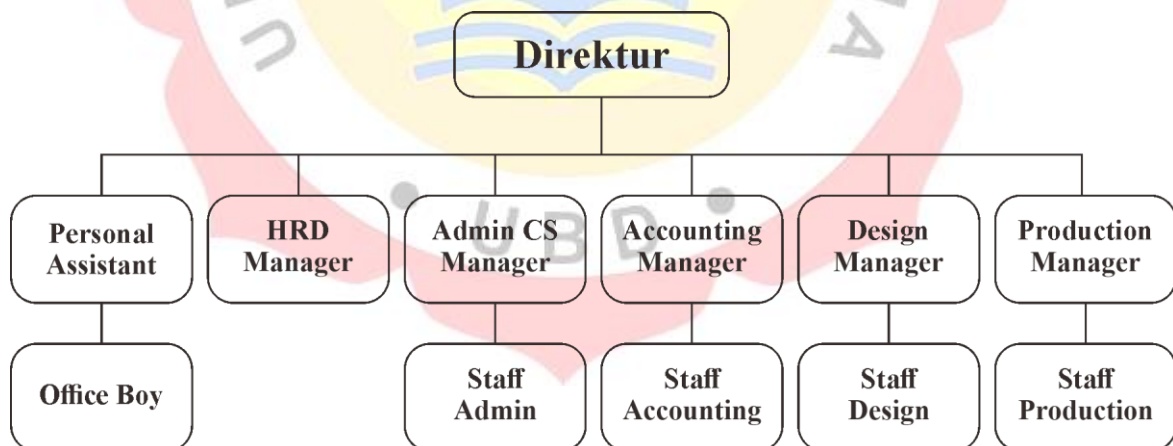 Direktur
Personal
Assistant
HRD
Manager
Admin CS
Manager
Accounting
Manager
Design
Manager
Production
Manager
Office Boy
Staff
Admin
Staff
Accounting
Staff
Design
Staff
Production
U B D